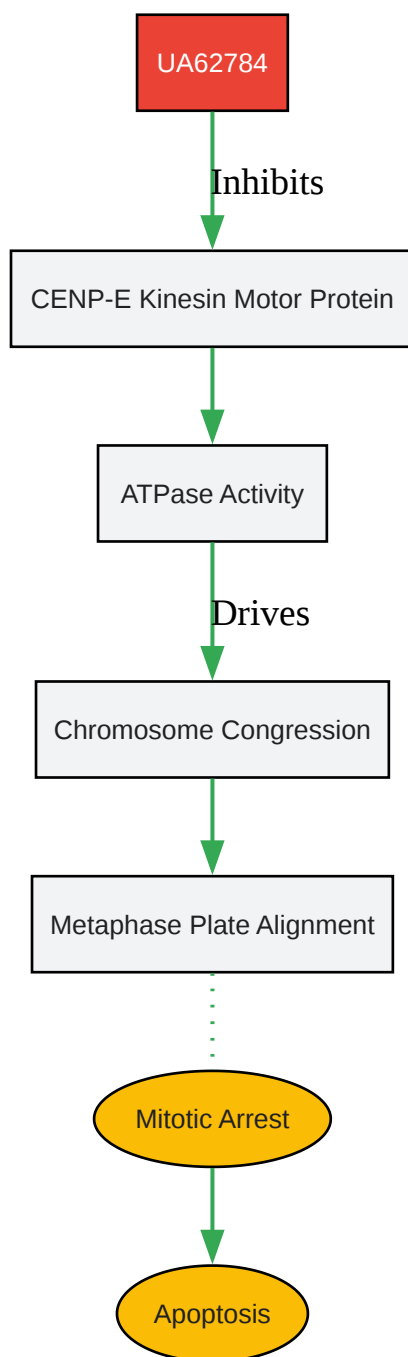 UA62784
Inhibits
CENP-E Kinesin Motor Protein
ATPase Activity
Drives
Chromosome Congression
Metaphase Plate Alignment
Mitotic Arrest
Apoptosis